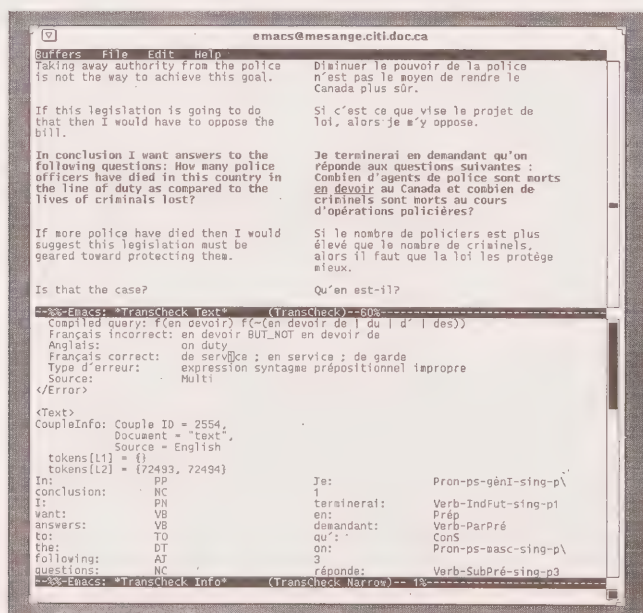 emacs@mesange.citi.doc.ca
Buffers File Edit Help
Taking away authority from the police
is not the way to achieve this goal.
If this legislation is going to do
that then I would have to oppose the
bill.
In conclusion I want answers to the
following questions: How many police
officers have died in this country in
the line of duty as compared to the
lives of criminals lost?
If more police have died then I would
suggest this legislation must be
geared toward protecting them.
Is that the case?
Diminuer le pouvoir de la police
n'est pas le moyen de rendre le
Canada plus sûr.
Si c'est ce que vise le projet de
loi, alors je m'y oppose.
Je terminerai en demandant qu'on
réponde aux questions suivantes :
Combien d'agents de police sont morts
en devoir au Canada et combien de
criminels sont morts au cours
d'opérations policières?
Si le nombre de policiers est plus
élevé que le nombre de criminels,
alors il faut que la loi les protège
mieux.
Qu'en est-il?
--%%-Emacs: *TransCheck Text* (TransCheck)--60%--------------------
Compiled query: f(en devoir) f(~(en devoir de | du | d' | des))
Français incorrect: en devoir BUT_NOT en devoir de
Anglais: on duty
Français correct: de service ; en service ; de garde
Type d'erreur: expression syntagme prépositionnel impropre
Source: Multi
</Error>
<Text>
CoupleInfo: Couple ID = 2554,
Document = "text",
Source = English
tokens[L1] = {}
tokens[L2] = {72493, 72494}
In: PP Je: Pron-ps-génI-sing-p\
conclusion: NC 1
I: PN terminerai: Verb-IndFut-sing-p1
want: VB en: Prép
answers: VB demandant: Verb-ParPré
to: TO qu': ConS
the: DT on: Pron-ps-masc-sing-p\
following: AJ 3
questions: NC réponde: Verb-SubPré-sing-p3
--%%-Emacs: *TransCheck Info* (TransCheck Narrow)-- 1%--------------------